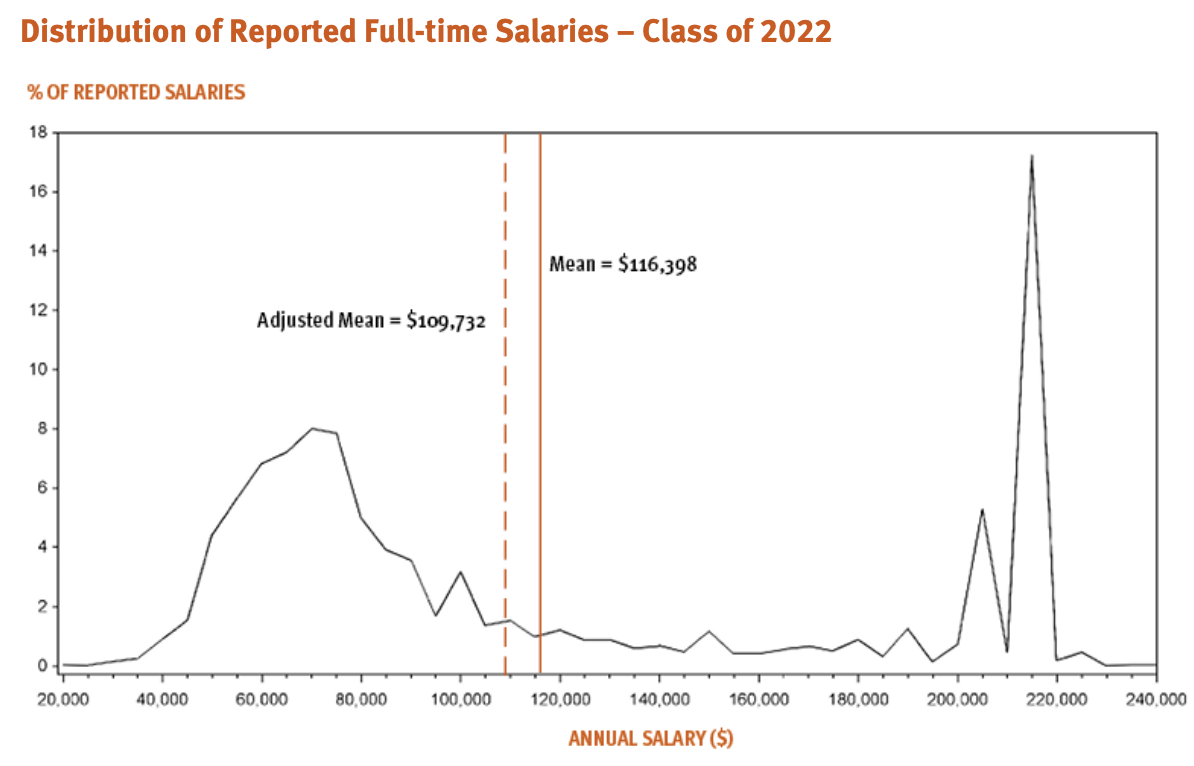 Distribution of Reported Full-time Salaries – Class of 2022
% OF REPORTED SALARIES
18
16
14
Mean = $116,398
12
Adjusted Mean = $109,732
10
8
6
4
2
0
20,000 40,000 60,000 80,000 100,000 120,000 140,000 160,000 180,000 200,000 220,000 240,000
ANNUAL SALARY ($)